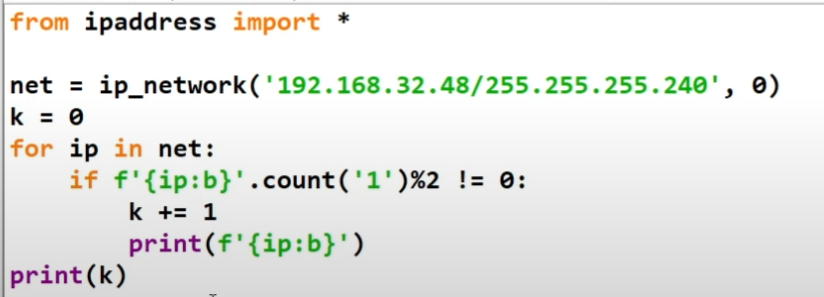 from ipaddress import *
net = ip_network('192.168.32.48/255.255.255.240', 0)
k = 0
for ip in net:
    if f'{ip:b}'.count('1')%2 != 0:
        k += 1
        print(f'{ip:b}')
print(k)